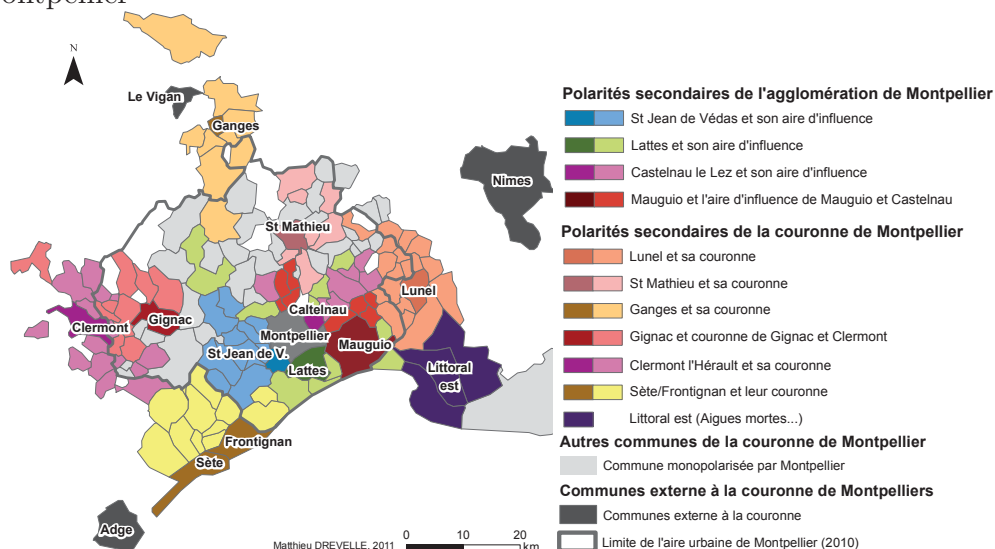 ontpellier
N
Le Vigan
Ganges
Nîmes
St Mathieu
Lunel
Clermont
Gignac
Caltelnau
Montpellier
Mauguio
St Jean de V.
Lattes
Littoral
est
Frontignan
Sète
Adge
Polarités secondaires de l'agglomération de Montpellier
St Jean de Védas et son aire d'influence
Lattes et son aire d'influence
Castelnau le Lez et son aire d'influence
Mauguio et l'aire d'influence de Mauguio et Castelnau
Polarités secondaires de la couronne de Montpellier
Lunel et sa couronne
St Mathieu et sa couronne
Ganges et sa couronne
Gignac et couronne de Gignac et Clermont
Clermont l'Hérault et sa couronne
Sète/Frontignan et leur couronne
Littoral est (Aigues mortes...)
Autres communes de la couronne de Montpellier
Commune monopolarisée par Montpellier
Communes externe à la couronne de Montpelliers
Communes externe à la couronne
Limite de l'aire urbaine de Montpellier (2010)
Matthieu DREVELLE, 2011
0 10 20
km